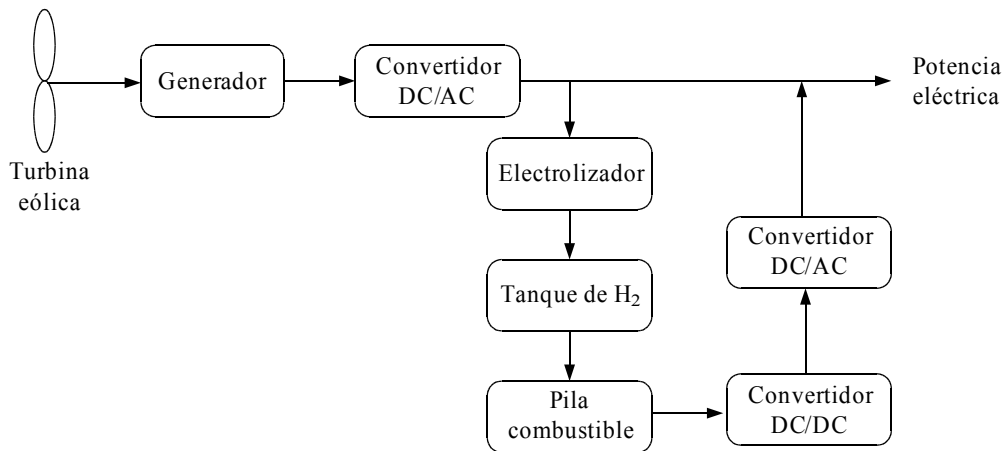 Turbina
eólica
Generador
Convertidor
DC/AC
Potencia
eléctrica
Electrolizador
Tanque de H₂
Pila
combustible
Convertidor
DC/DC
Convertidor
DC/AC